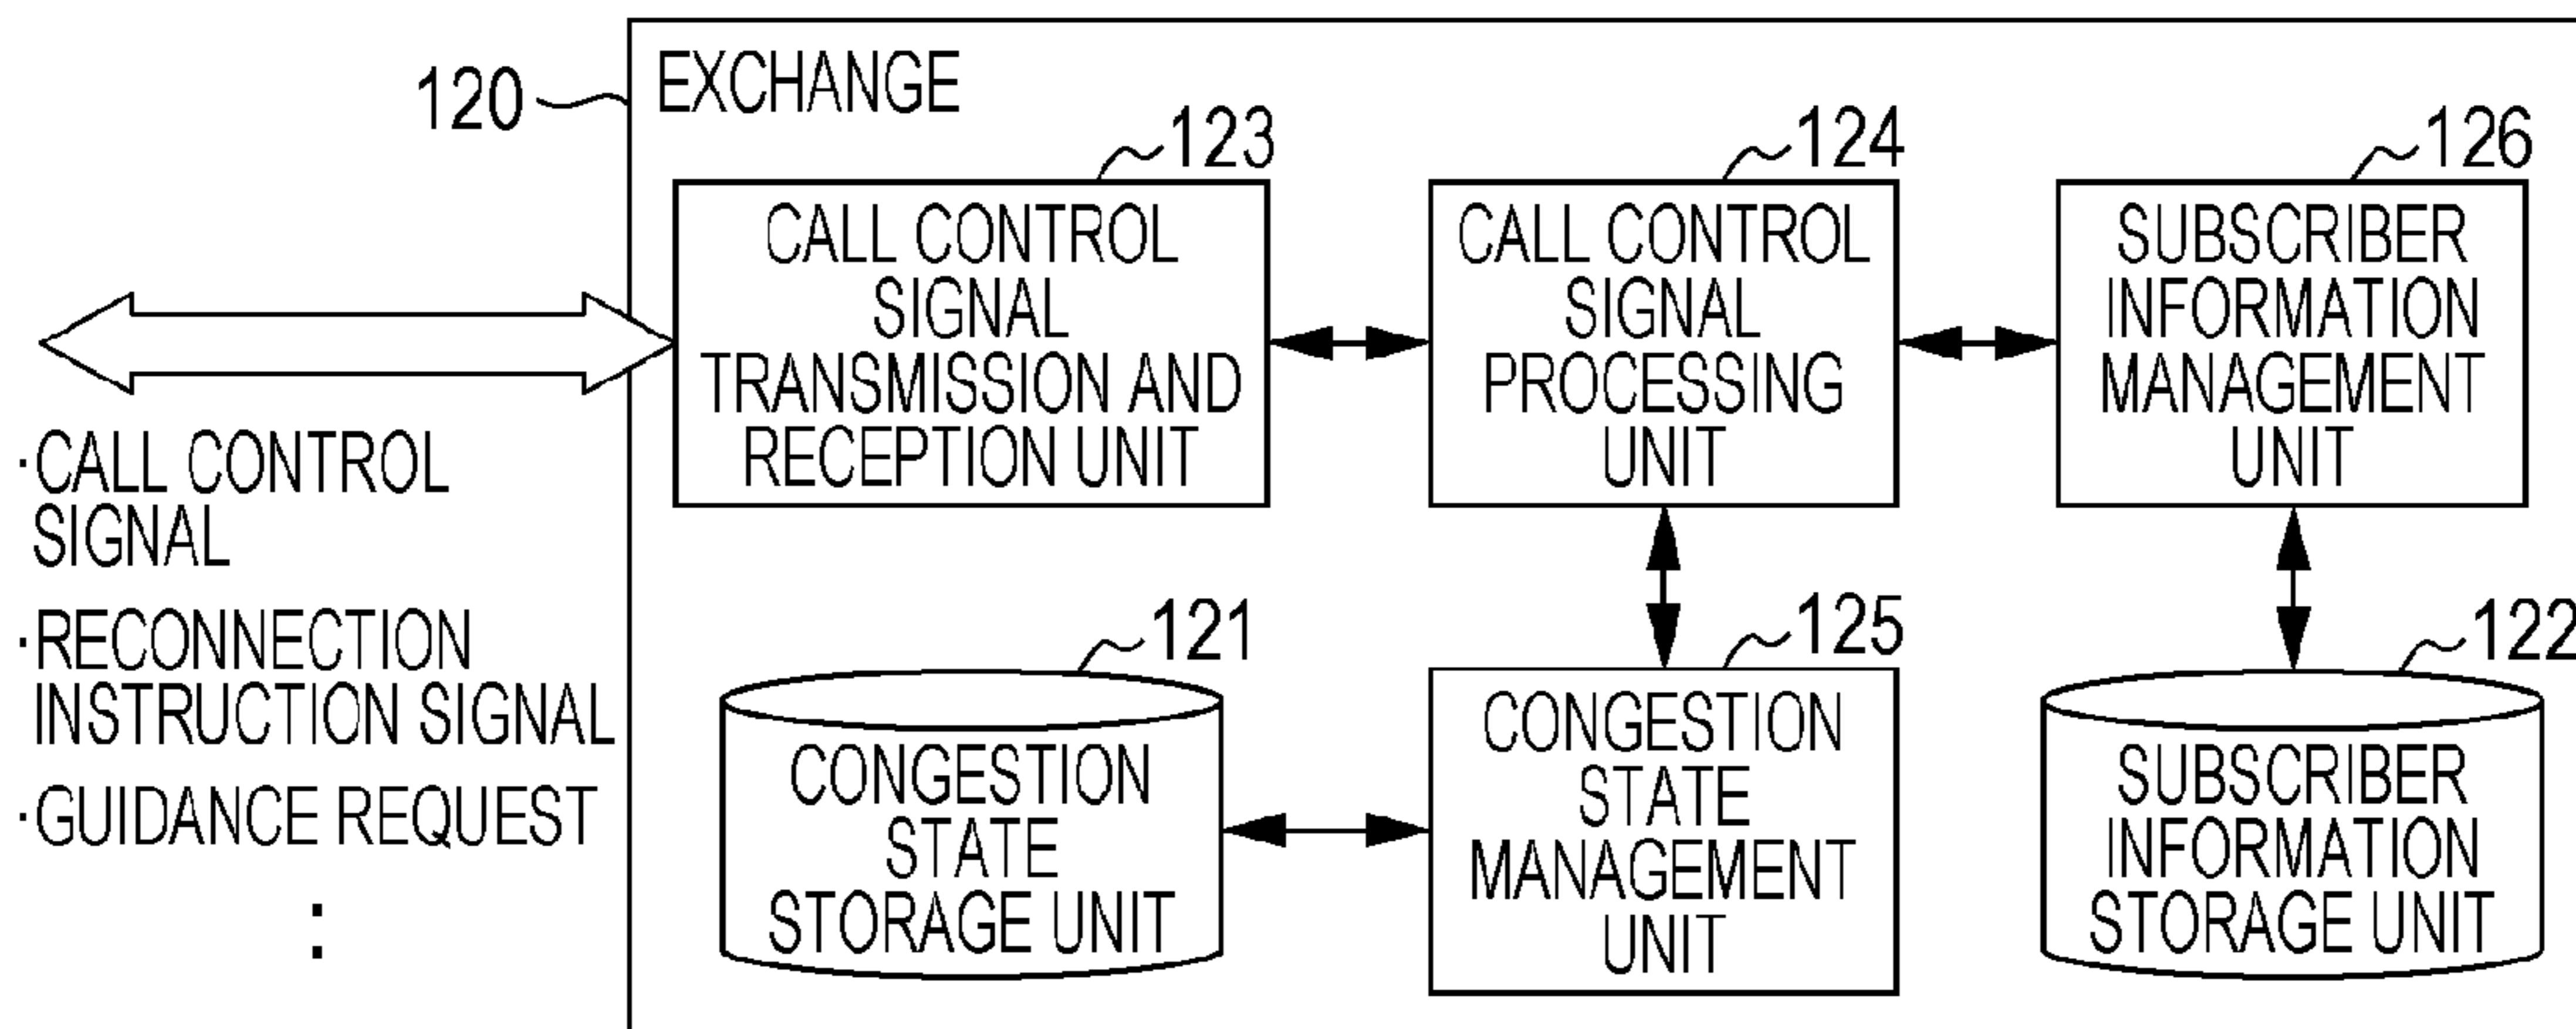 120
EXCHANGE
123
CALL CONTROL
SIGNAL
TRANSMISSION AND
RECEPTION UNIT
124
CALL CONTROL
SIGNAL
PROCESSING
UNIT
126
SUBSCRIBER
INFORMATION
MANAGEMENT
UNIT
·CALL CONTROL
SIGNAL
·RECONNECTION
INSTRUCTION SIGNAL
·GUIDANCE REQUEST
:
121
CONGESTION
STATE
STORAGE UNIT
125
CONGESTION
STATE
MANAGEMENT
UNIT
122
SUBSCRIBER
INFORMATION
STORAGE UNIT